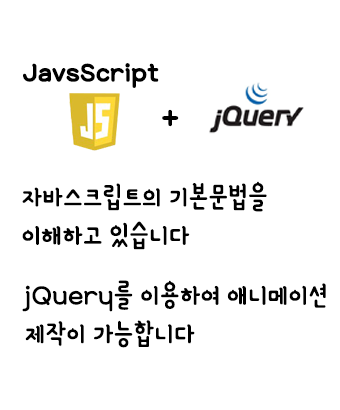 JavsScript
JS + jQuery
자바스크립트의 기본문법을
이해하고 있습니다
jQuery를 이용하여 애니메이션
제작이 가능합니다